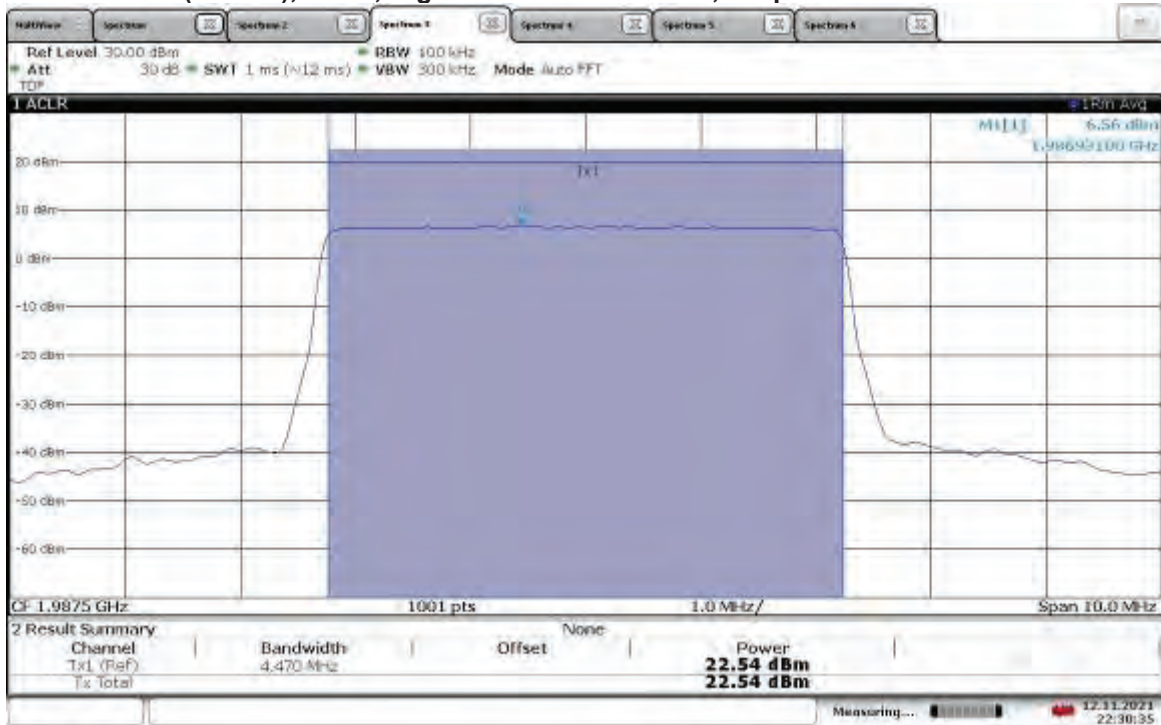 MultiView Spectrum Spectrum 2 Spectrum 3 Spectrum 4 Spectrum 5 Spectrum 6
Ref Level 30.00 dBm RBW 100 kHz
Att 30 dB SWT 1 ms (~12 ms) VBW 300 kHz Mode Auto FFT
TDF
1 ACLR 1Rm Avg
M1[1] 6.56 dBm
1.98693100 GHz
20 dBm
Tx1
10 dBm
0 dBm
-10 dBm
-20 dBm
-30 dBm
-40 dBm
-50 dBm
-60 dBm
CF 1.9875 GHz 1001 pts 1.0 MHz/ Span 10.0 MHz
2 Result Summary None
Channel Bandwidth Offset Power
Tx1 (Ref) 4.470 MHz 22.54 dBm
Tx Total 22.54 dBm
Measuring... 12.11.2021
22:30:35